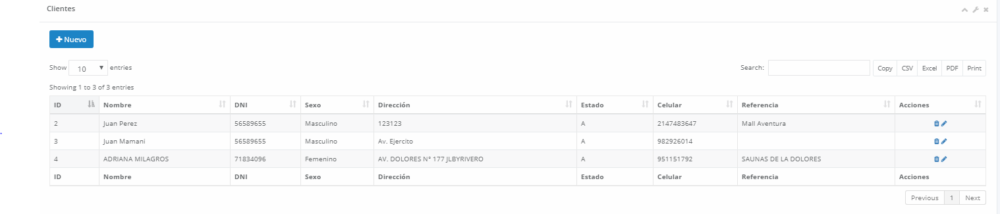 Clientes
Nuevo
Show 10 entries
Search: Copy CSV Excel PDF Print
Showing 1 to 3 of 3 entries
ID Nombre DNI Sexo Dirección Estado Celular Referencia Acciones
2 Juan Perez 56589655 Masculino 123123 A 2147483647 Mall Aventura
3 Juan Mamani 56589655 Masculino Av. Ejercito A 982926014
4 ADRIANA MILAGROS 71834096 Femenino AV. DOLORES N° 177 JLBYRIVERO A 951151792 SAUNAS DE LA DOLORES
ID Nombre DNI Sexo Dirección Estado Celular Referencia Acciones
Previous 1 Next